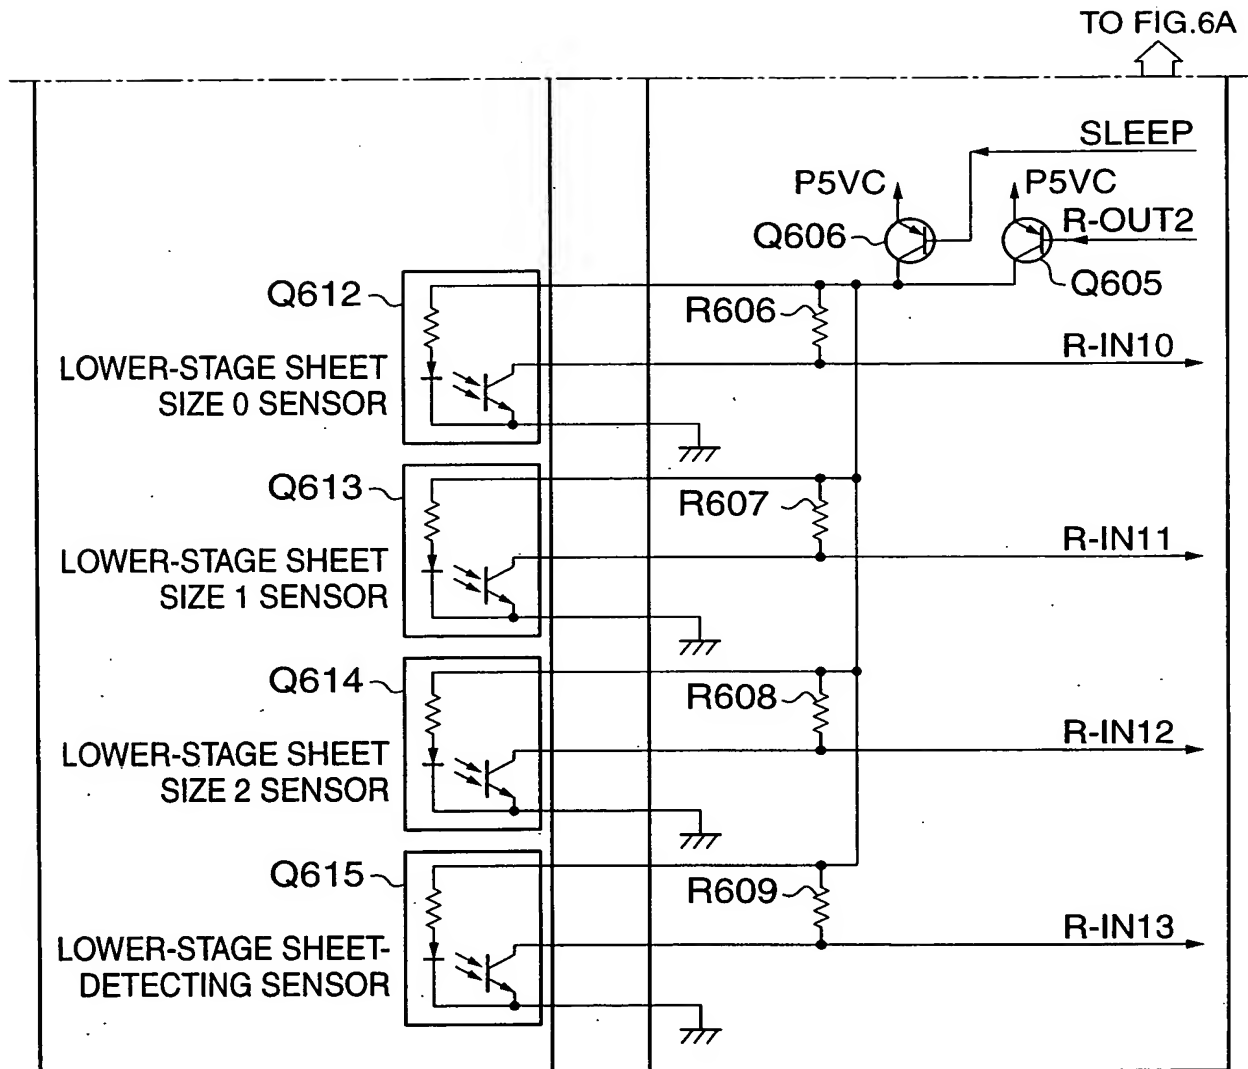 TO FIG.6A
SLEEP
P5VC
P5VC
R-OUT2
Q606
Q605
Q612
R606
R-IN10
LOWER-STAGE SHEET
SIZE 0 SENSOR
Q613
R607
R-IN11
LOWER-STAGE SHEET
SIZE 1 SENSOR
Q614
R608
R-IN12
LOWER-STAGE SHEET
SIZE 2 SENSOR
Q615
R609
R-IN13
LOWER-STAGE SHEET-
DETECTING SENSOR